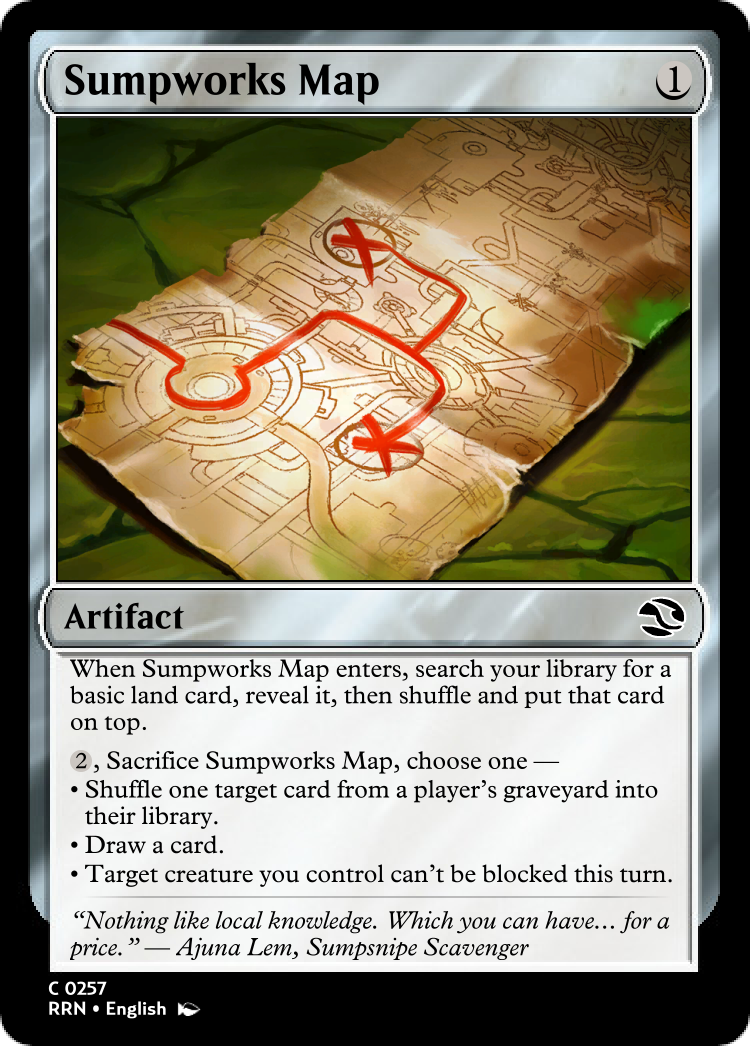 Sumpworks Map
1
Artifact
When Sumpworks Map enters, search your library for a
basic land card, reveal it, then shuffle and put that card
on top.
2, Sacrifice Sumpworks Map, choose one —
• Shuffle one target card from a player's graveyard into
their library.
• Draw a card.
• Target creature you control can't be blocked this turn.
"Nothing like local knowledge. Which you can have... for a
price." — Ajuna Lem, Sumpsnipe Scavenger
C 0257
RRN • English